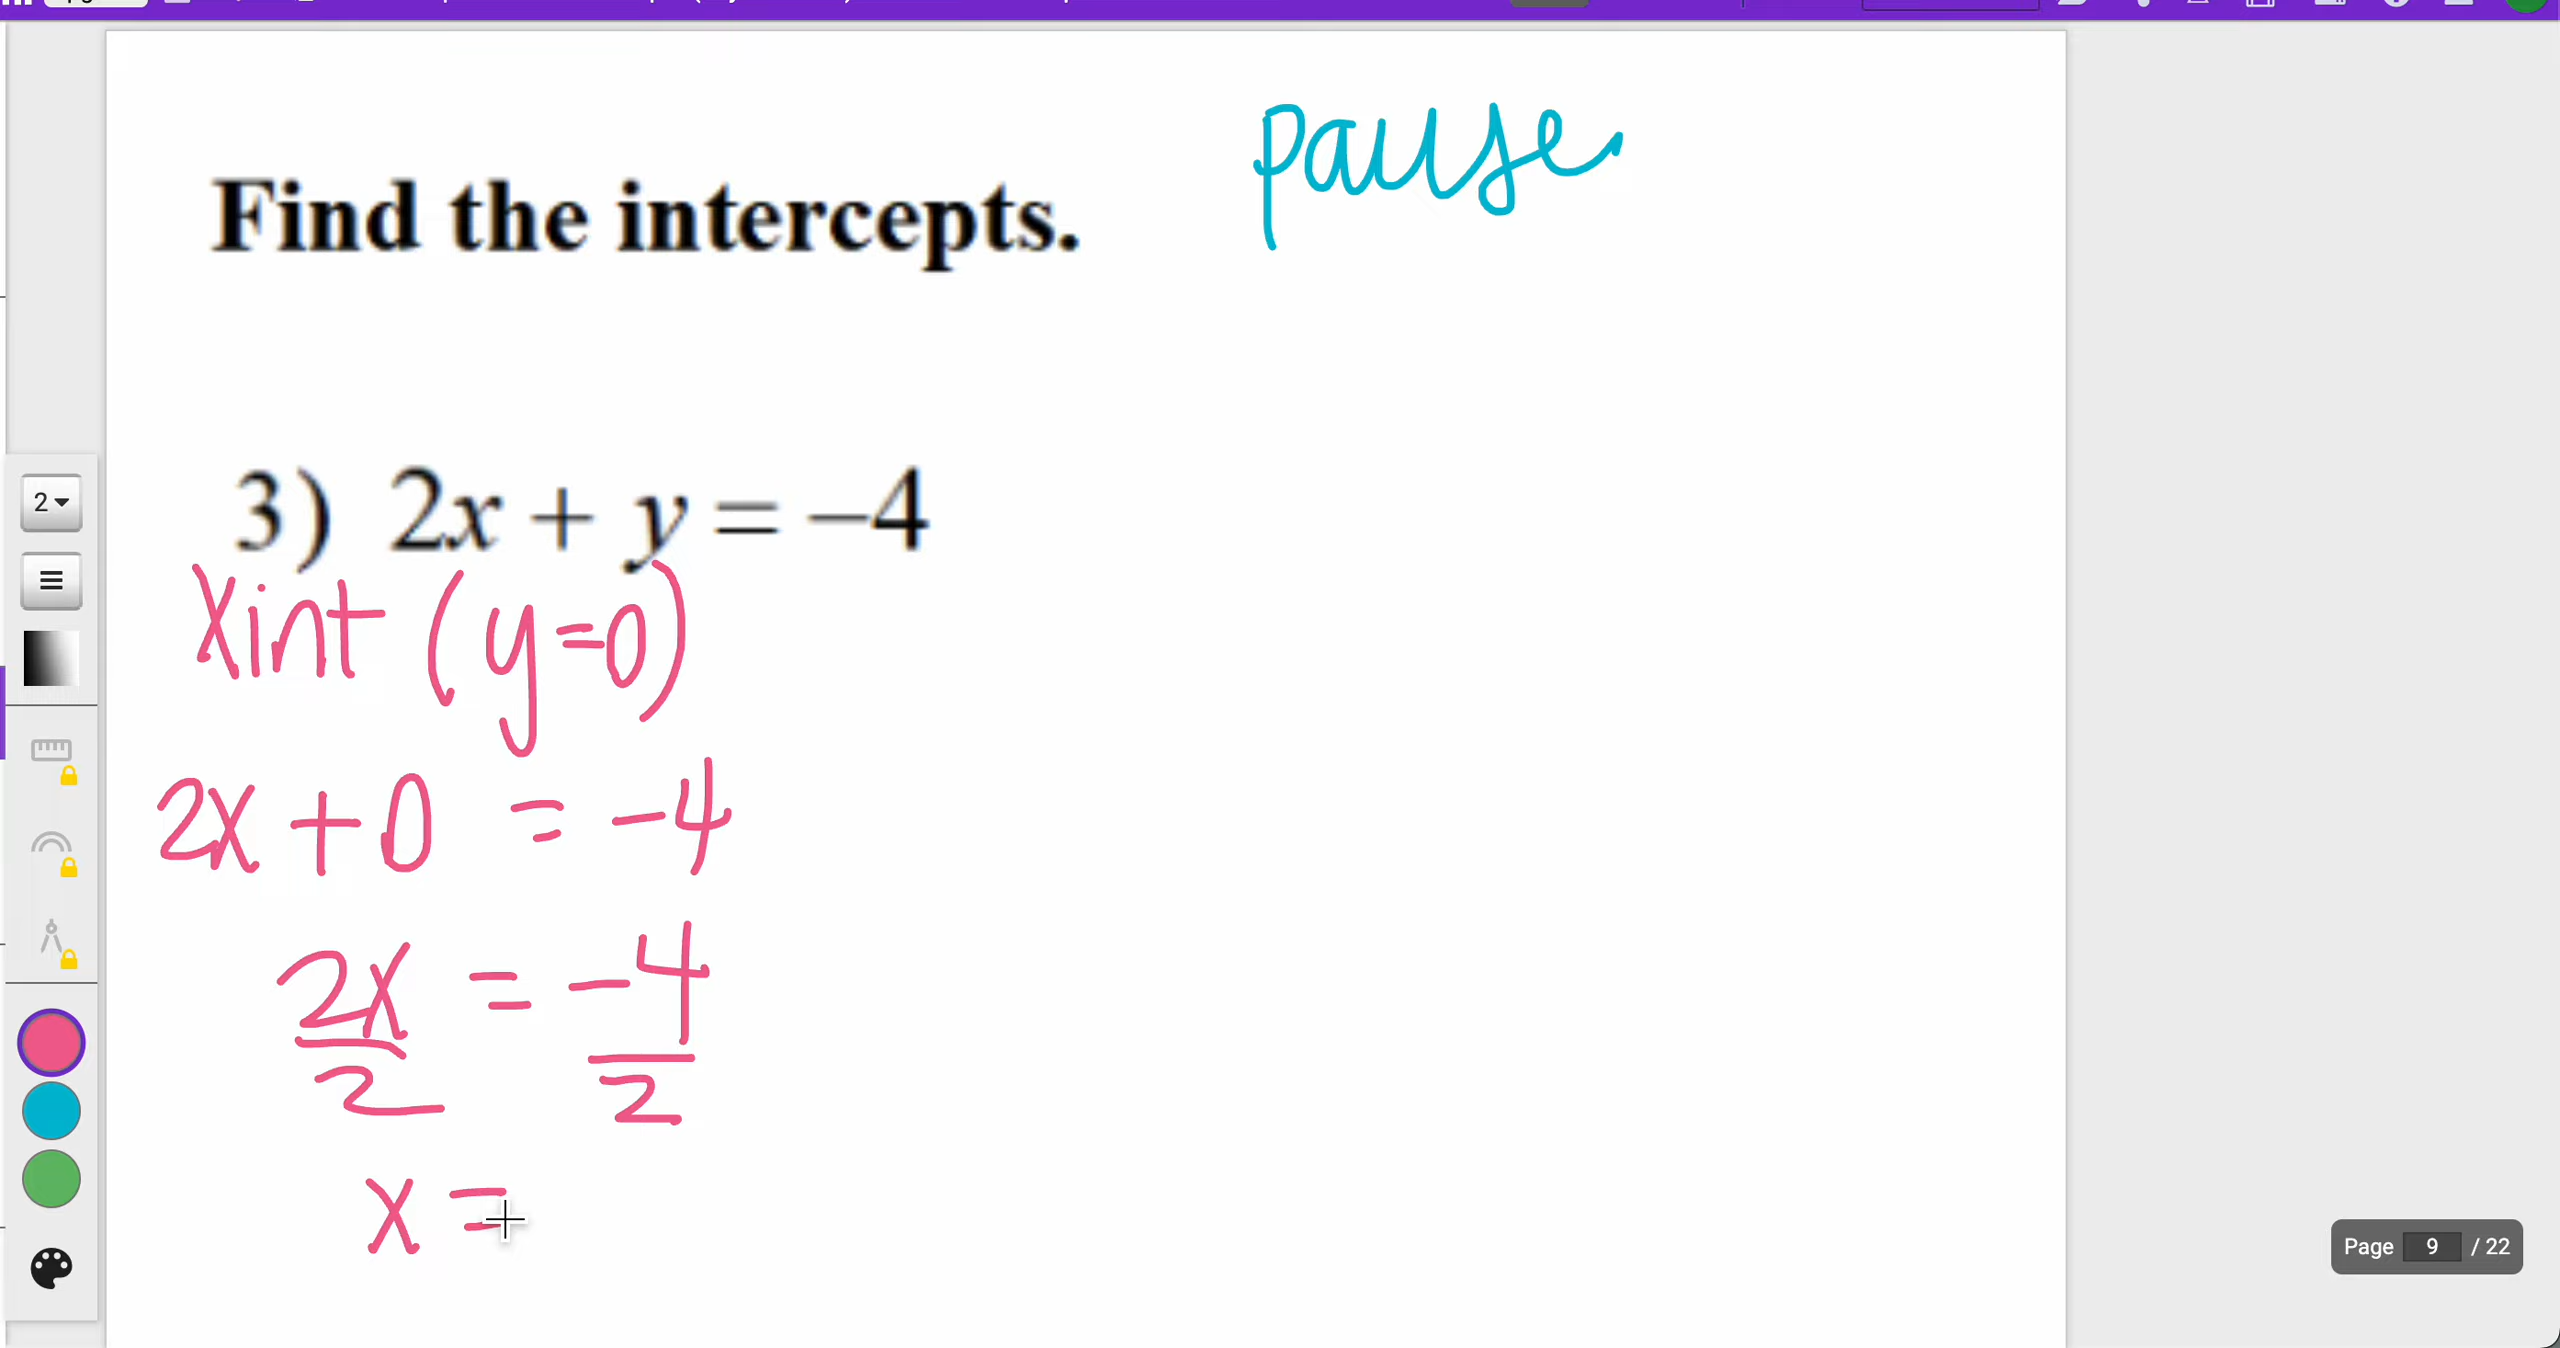 pause
Find the intercepts.
3) 2x + y = −4
Xint (y=0)
2x + 0 = -4
2x = -4
2 2
x =
2
Page 9 / 22